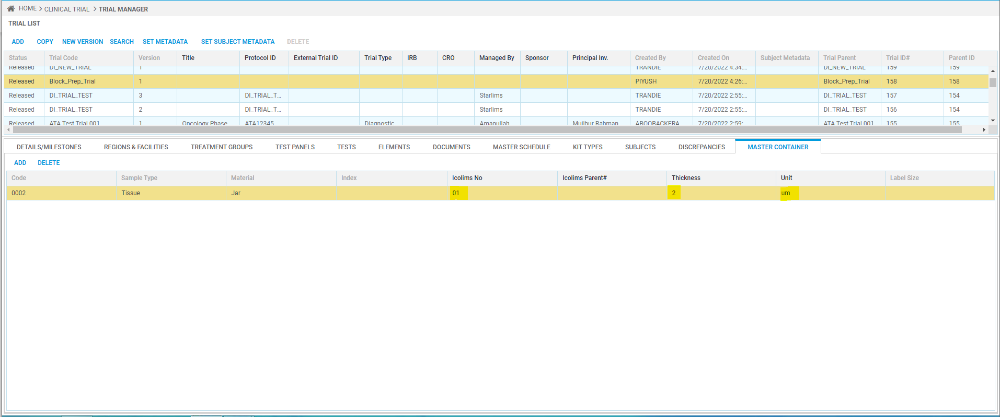 HOME > CLINICAL TRIAL > TRIAL MANAGER
TRIAL LIST
ADD COPY NEW VERSION SEARCH SET METADATA SET SUBJECT METADATA DELETE
Status Trial Code Version Title Protocol ID External Trial ID Trial Type IRB CRO Managed By Sponsor Principal Inv. Created By Created On Subject Metadata Trial Parent Trial ID# Parent ID
Released DI_NEW_TRIAL 1 TRANDIE 7/20/2022 4:34:... DI_NEW_TRIAL 159 159
Released Block_Prep_Trial 1 PIYUSH 7/20/2022 4:26:... Block_Prep_Trial 158 158
Released DI_TRIAL_TEST 3 DI_TRIAL_T... Starlims TRANDIE 7/20/2022 2:55:... DI_TRIAL_TEST 157 154
Released DI_TRIAL_TEST 2 DI_TRIAL_T... Starlims TRANDIE 7/20/2022 2:55:... DI_TRIAL_TEST 156 154
Released ATA Test Trial 001 1 Oncology Phase ATA12345 Diagnostic Amanullah Mujibur Rahman ABOOBACKERA 7/20/2022 2:59: ATA Test Trial 001 155 155
DETAILS/MILESTONES REGIONS & FACILITIES TREATMENT GROUPS TEST PANELS TESTS ELEMENTS DOCUMENTS MASTER SCHEDULE KIT TYPES SUBJECTS DISCREPANCIES MASTER CONTAINER
ADD DELETE
Code Sample Type Material Index Icolims No Icolims Parent# Thickness Unit Label Size
0002 Tissue Jar 01 2 um